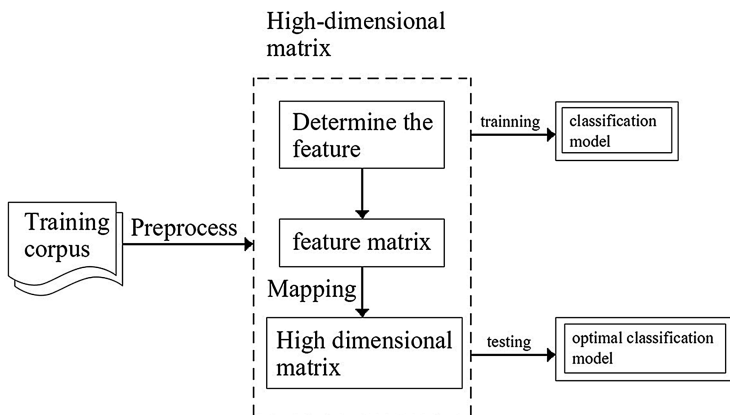 High-dimensional
matrix
Determine the
feature
trainning
classification
model
Training
corpus
Preprocess
feature matrix
Mapping
High dimensional
matrix
testing
optimal classification
model